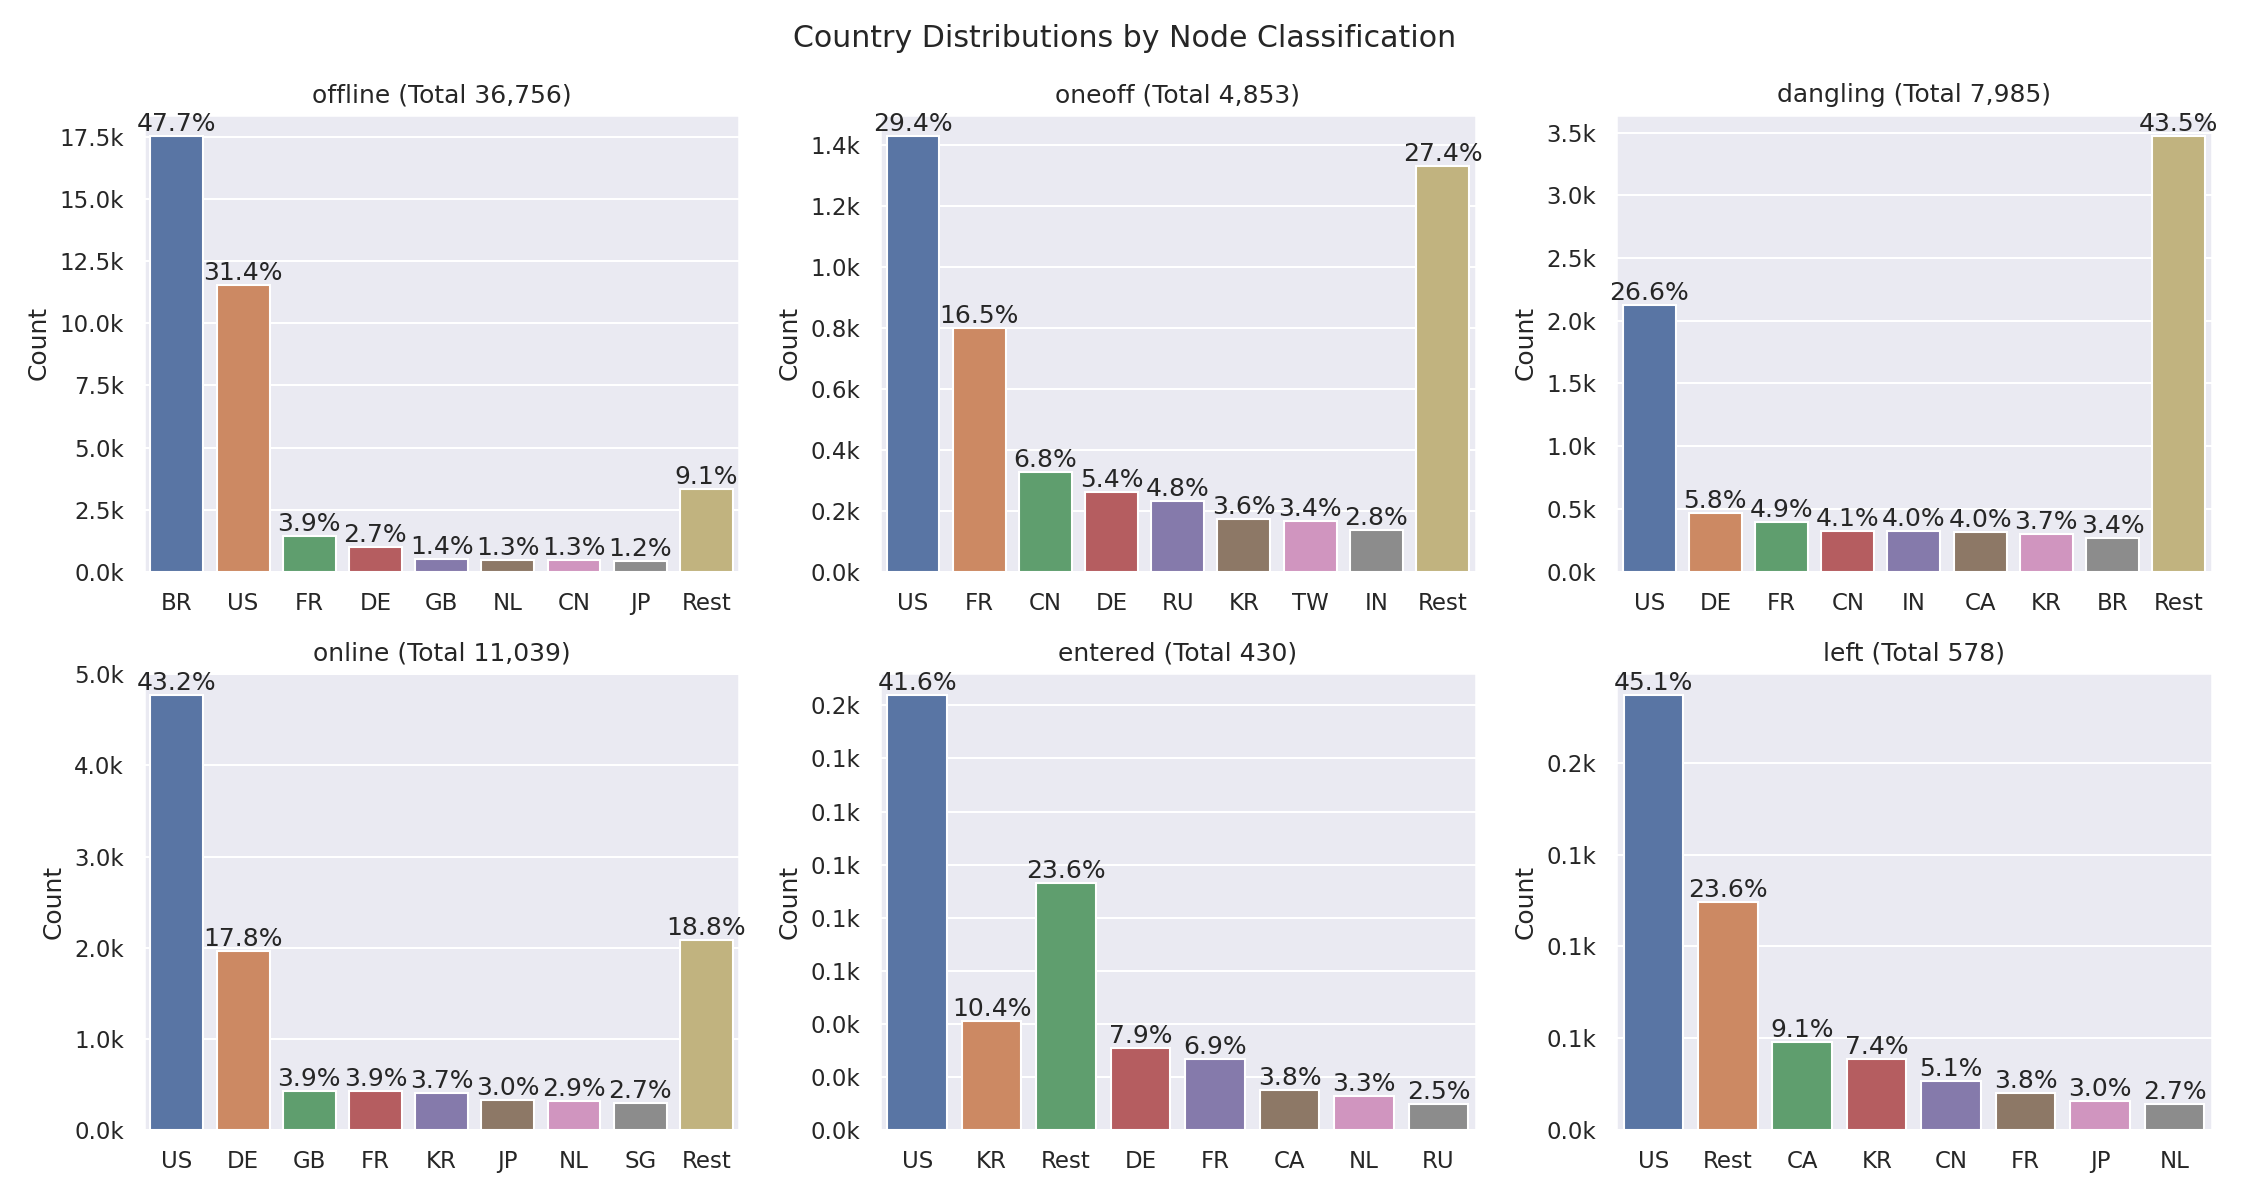 Country Distributions by Node Classification
offline (Total 36,756)
Count
17.5k
15.0k
12.5k
10.0k
7.5k
5.0k
2.5k
0.0k
47.7%
31.4%
3.9%
2.7%
1.4%
1.3%
1.3%
1.2%
9.1%
BR US FR DE GB NL CN JP Rest
oneoff (Total 4,853)
Count
1.4k
1.2k
1.0k
0.8k
0.6k
0.4k
0.2k
0.0k
29.4%
16.5%
6.8%
5.4%
4.8%
3.6%
3.4%
2.8%
27.4%
US FR CN DE RU KR TW IN Rest
dangling (Total 7,985)
Count
3.5k
3.0k
2.5k
2.0k
1.5k
1.0k
0.5k
0.0k
26.6%
5.8%
4.9%
4.1%
4.0%
4.0%
3.7%
3.4%
43.5%
US DE FR CN IN CA KR BR Rest
online (Total 11,039)
Count
5.0k
4.0k
3.0k
2.0k
1.0k
0.0k
43.2%
17.8%
3.9%
3.9%
3.7%
3.0%
2.9%
2.7%
18.8%
US DE GB FR KR JP NL SG Rest
entered (Total 430)
Count
0.2k
0.1k
0.1k
0.1k
0.1k
0.1k
0.0k
0.0k
0.0k
41.6%
10.4%
23.6%
7.9%
6.9%
3.8%
3.3%
2.5%
US KR Rest DE FR CA NL RU
left (Total 578)
Count
0.2k
0.1k
0.1k
0.1k
0.0k
45.1%
23.6%
9.1%
7.4%
5.1%
3.8%
3.0%
2.7%
US Rest CA KR CN FR JP NL